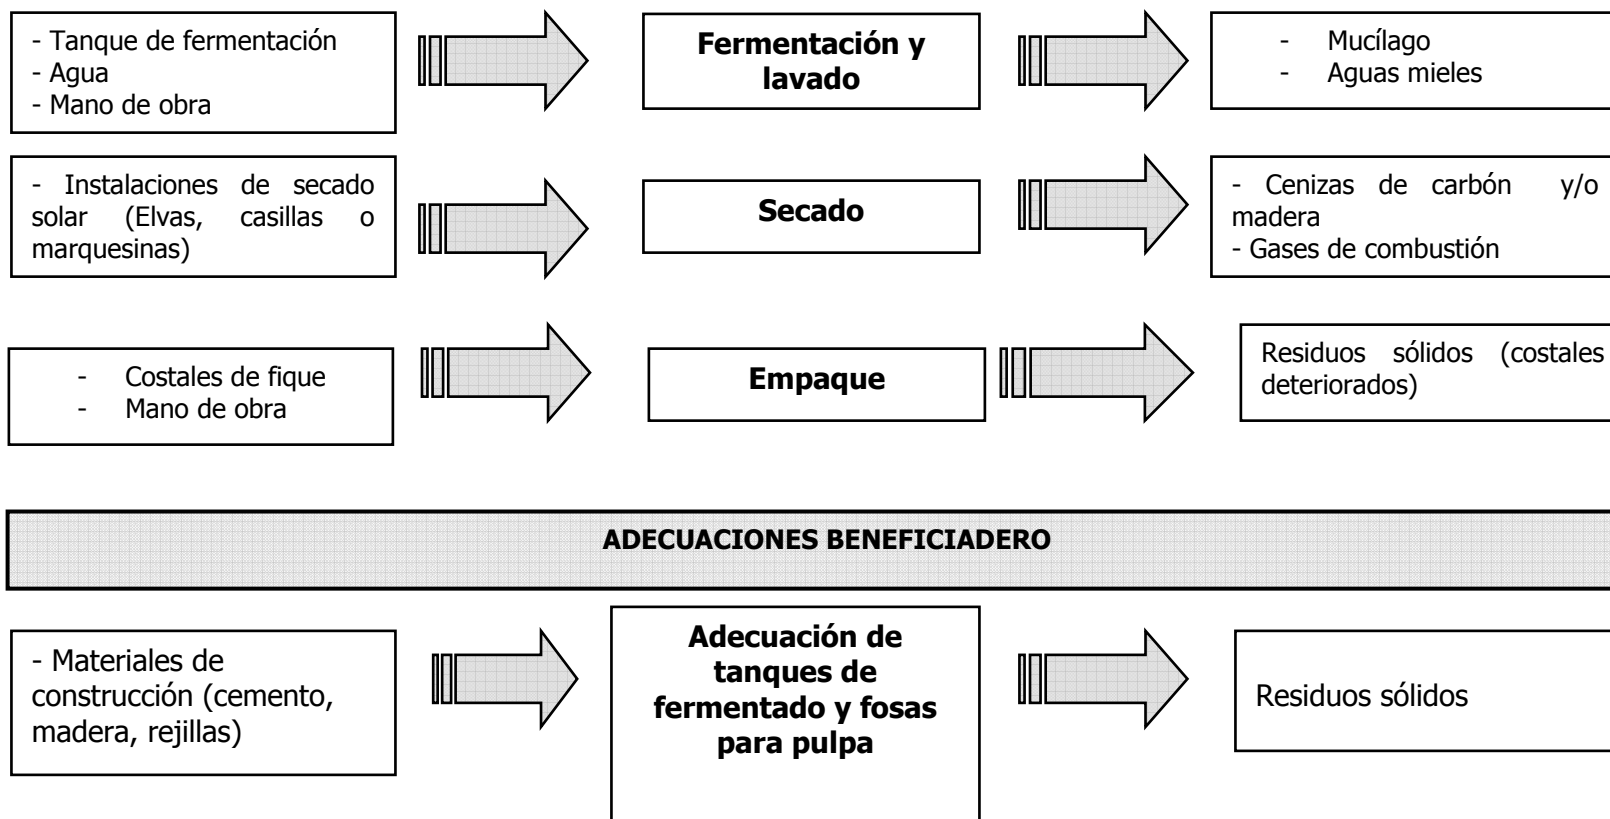 - Tanque de fermentación
- Agua
- Mano de obra
Fermentación y
lavado
- Mucílago
- Aguas mieles
- Instalaciones de secado
solar (Elvas, casillas o
marquesinas)
Secado
- Cenizas de carbón y/o
madera
- Gases de combustión
- Costales de fique
- Mano de obra
Empaque
Residuos sólidos (costales
deteriorados)
ADECUACIONES BENEFICIADERO
- Materiales de
construcción (cemento,
madera, rejillas)
Adecuación de
tanques de
fermentado y fosas
para pulpa
Residuos sólidos